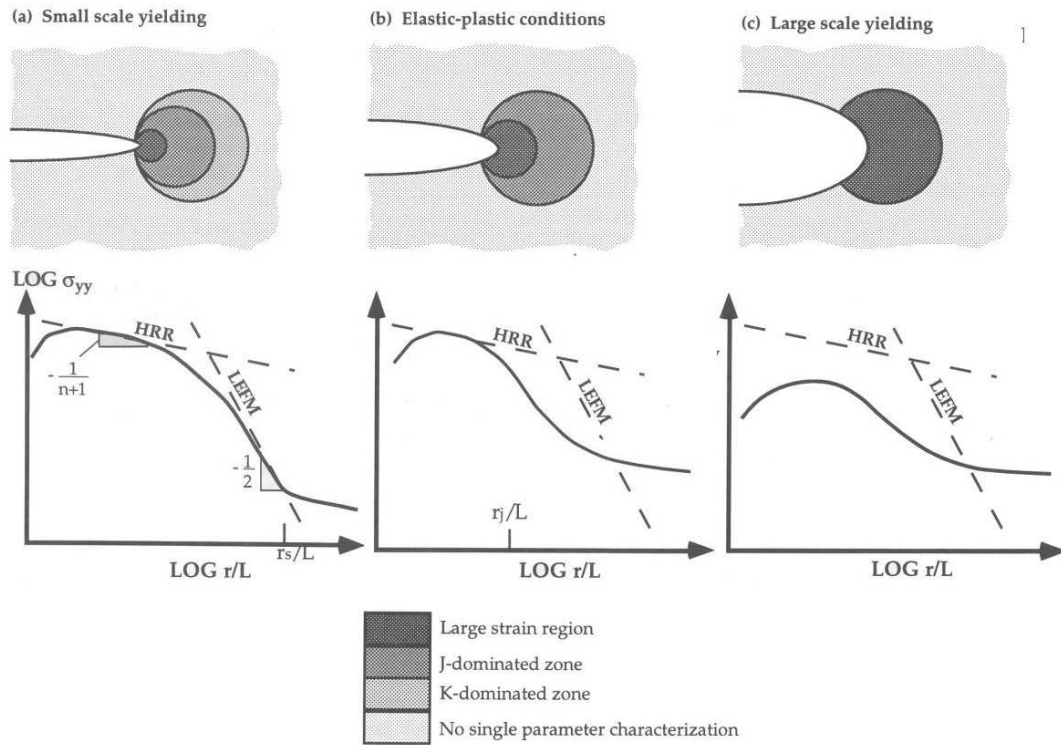 (a) Small scale yielding
(b) Elastic-plastic conditions
(c) Large scale yielding
LOG σyy
HRR
- 1/n+1
LEFM
- 1/2
rs/L
LOG r/L
HRR
LEFM
rj/L
LOG r/L
HRR
LEFM
LOG r/L
Large strain region
J-dominated zone
K-dominated zone
No single parameter characterization